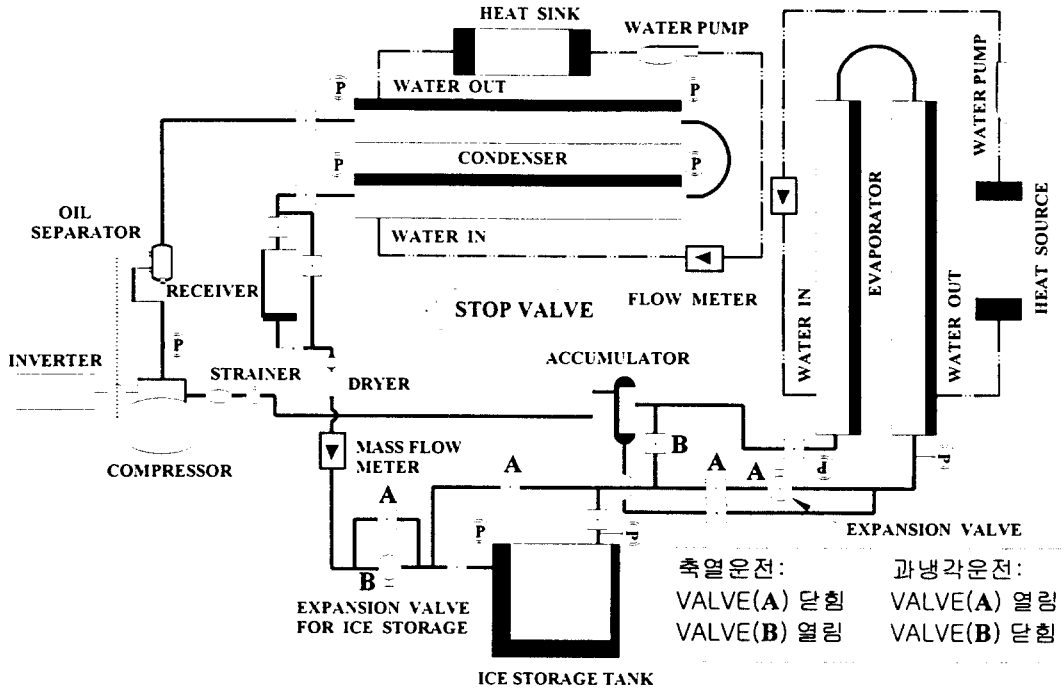 HEAT SINK
WATER PUMP
WATER OUT
P
P
CONDENSER
P
P
WATER IN
FLOW METER
WATER PUMP
EVAPORATOR
HEAT SOURCE
WATER IN
WATER OUT
OIL
SEPARATOR
RECEIVER
STOP VALVE
P
INVERTER
STRAINER
DRYER
ACCUMULATOR
COMPRESSOR
MASS FLOW
METER
B
A
A
A
P
P
A
P
P
B
EXPANSION VALVE
EXPANSION VALVE
FOR ICE STORAGE
ICE STORAGE TANK
축열운전:
VALVE(A) 닫힘
VALVE(B) 열림
과냉각운전:
VALVE(A) 열림
VALVE(B) 닫힘